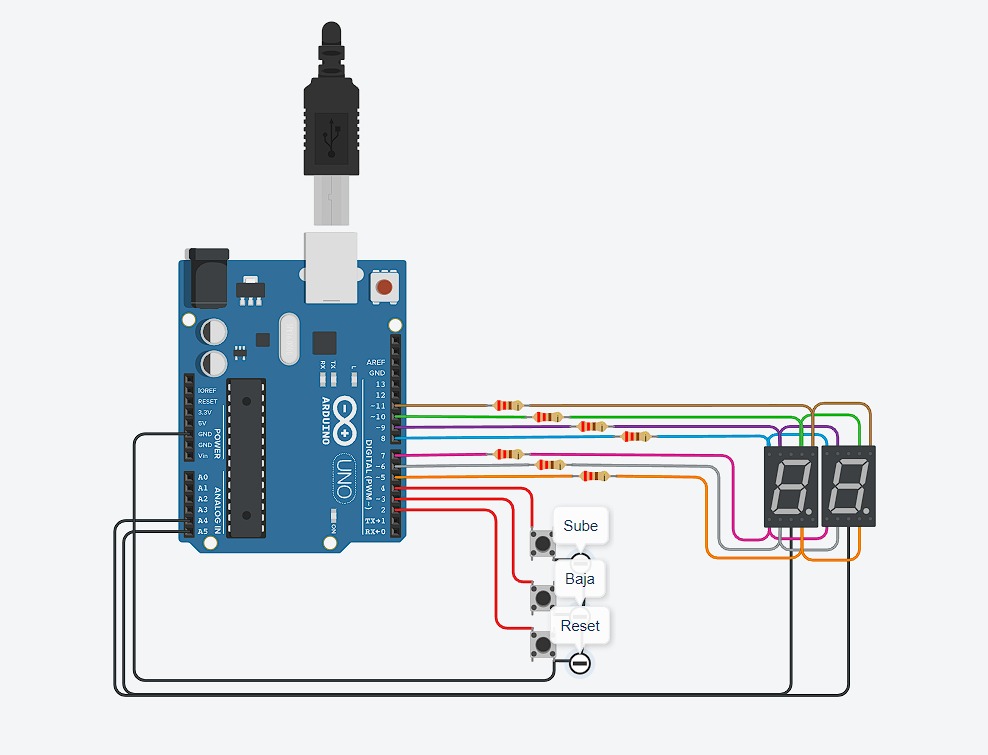 AREF
GND
13
12
~11
~10
~9
8
7
~6
~5
4
~3
2
TX→1
RX←0
DIGITAL (PWM~)
RX
TX
L
ARDUINO
UNO
ON
IOREF
RESET
3.3V
5V
GND
GND
Vin
POWER
A0
A1
A2
A3
A4
A5
ANALOG IN
Sube
Baja
Reset